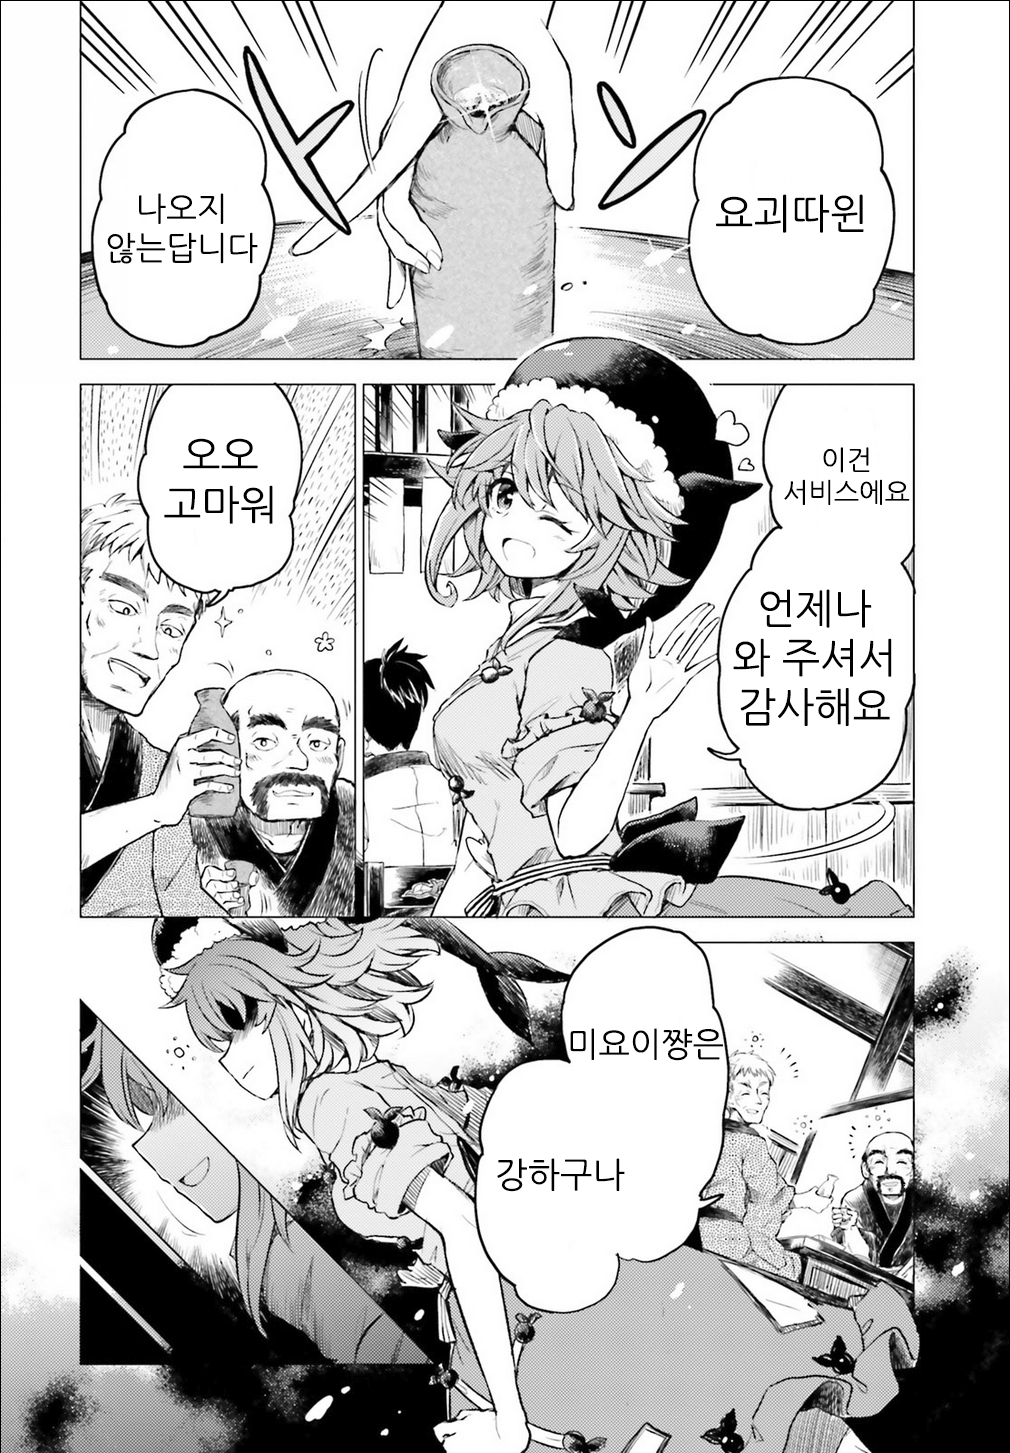 요괴따윈
나오지
않는답니다
ドン
이건
서비스에요
언제나
와 주셔서
감사해요
오오
고마워
미요이쨩은
강하구나